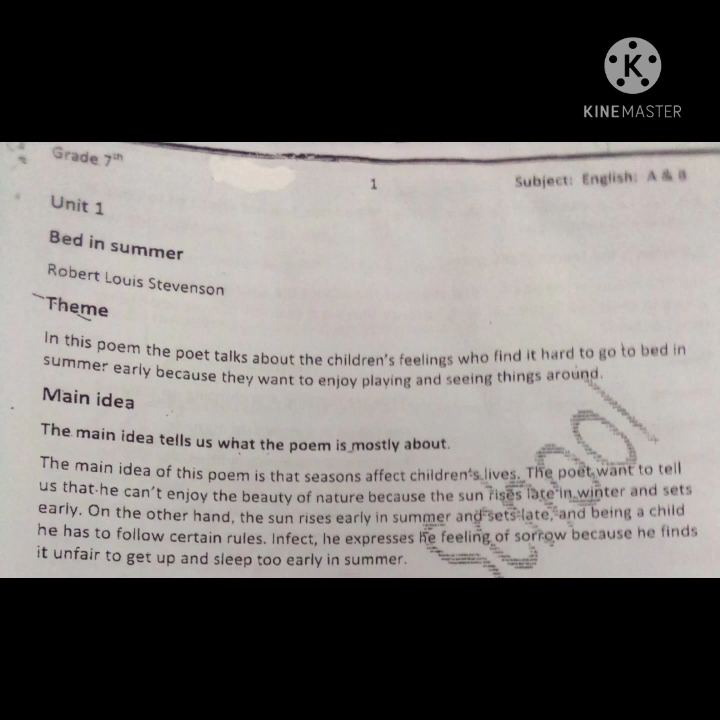 K
KINEMASTER
Grade 7th
1
Subject: English: A & B
Unit 1
Bed in summer
Robert Louis Stevenson
Theme
In this poem the poet talks about the children's feelings who find it hard to go to bed in
summer early because they want to enjoy playing and seeing things around.
Main idea
The main idea tells us what the poem is mostly about.
The main idea of this poem is that seasons affect children's lives. The poet want to tell
us that he can't enjoy the beauty of nature because the sun rises late in winter and sets
early. On the other hand, the sun rises early in summer and sets late, and being a child
he has to follow certain rules. Infect, he expresses he feeling of sorrow because he finds
it unfair to get up and sleep too early in summer.